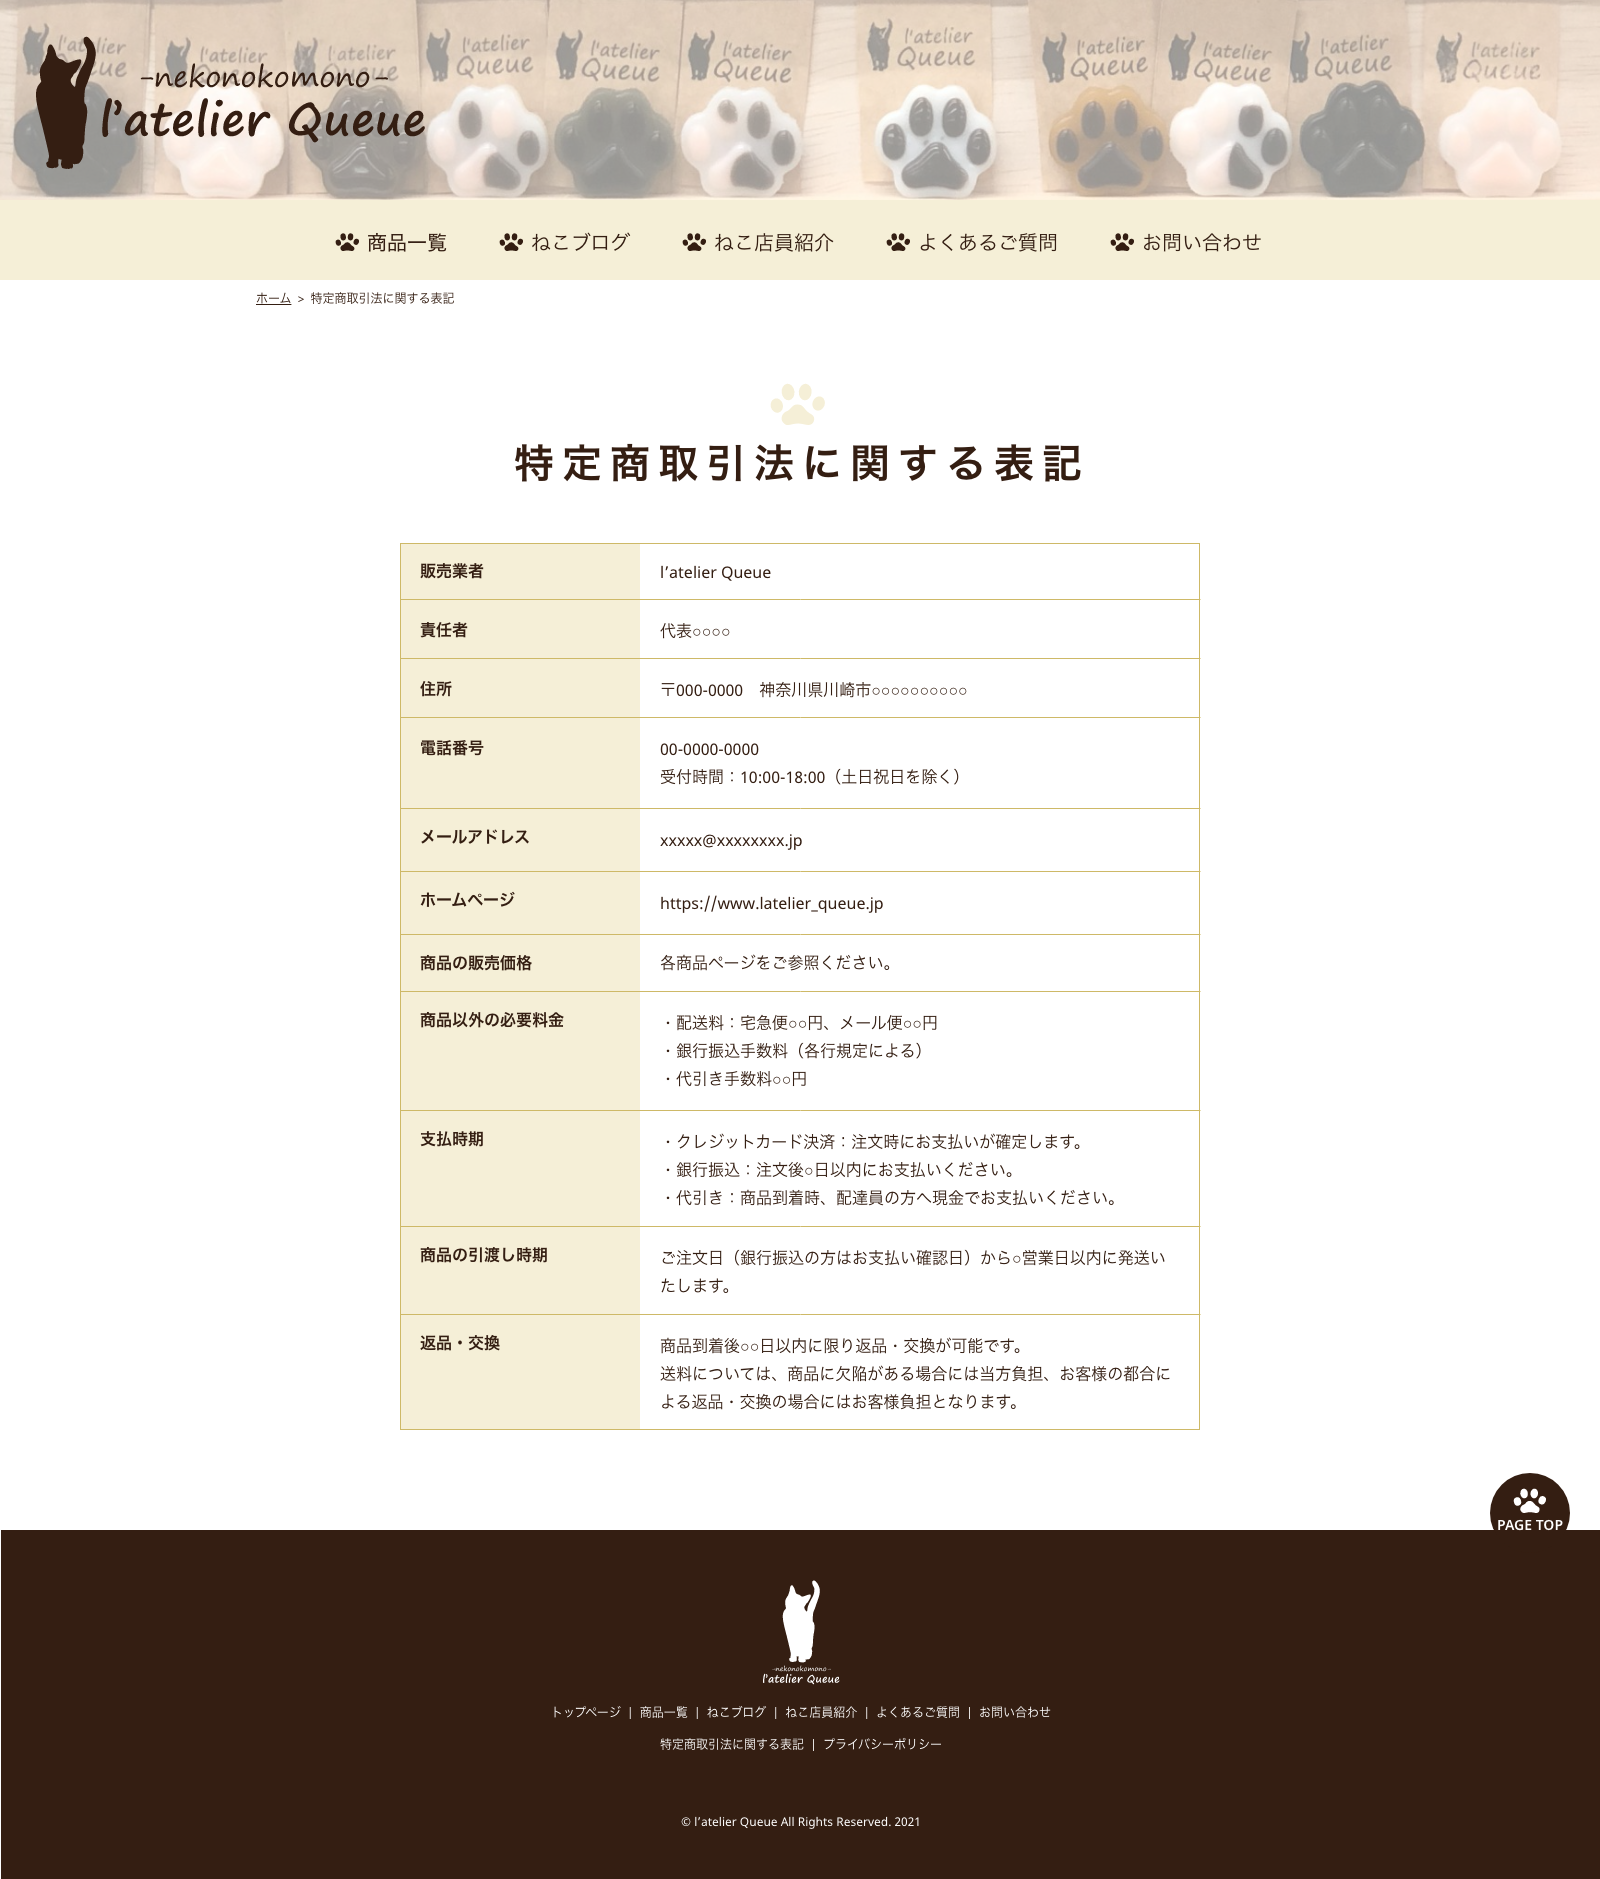 l'atelier
Queue
l'atelier
Queue
l'atelier
Queue
l'atelier
Queue
l'atelier
Queue
l'atelier
Queue
l'atelier
Queue
l'atelier
Queue
l'atelier
Queue
l'atelier
Queue
l'atelier
Queue
-nekonokomono-
l'atelier Queue
商品一覧 ねこブログ ねこ店員紹介 よくあるご質問 お問い合わせ
ホーム > 特定商取引法に関する表記
特定商取引法に関する表記
販売業者 l’atelier Queue
責任者 代表○○○○
住所 〒000-0000　神奈川県川崎市○○○○○○○○○○
電話番号 00-0000-0000
受付時間：10:00-18:00（土日祝日を除く）
メールアドレス xxxxx@xxxxxxxx.jp
ホームページ https://www.latelier_queue.jp
商品の販売価格 各商品ページをご参照ください。
商品以外の必要料金 ・配送料：宅急便○○円、メール便○○円
・銀行振込手数料（各行規定による）
・代引き手数料○○円
支払時期 ・クレジットカード決済：注文時にお支払いが確定します。
・銀行振込：注文後○日以内にお支払いください。
・代引き：商品到着時、配達員の方へ現金でお支払いください。
商品の引渡し時期 ご注文日（銀行振込の方はお支払い確認日）から○営業日以内に発送い
たします。
返品・交換 商品到着後○○日以内に限り返品・交換が可能です。
送料については、商品に欠陥がある場合には当方負担、お客様の都合に
よる返品・交換の場合にはお客様負担となります。
PAGE TOP
-nekonokomono-
l'atelier Queue
トップページ | 商品一覧 | ねこブログ | ねこ店員紹介 | よくあるご質問 | お問い合わせ
特定商取引法に関する表記 | プライバシーポリシー
© l’atelier Queue All Rights Reserved. 2021